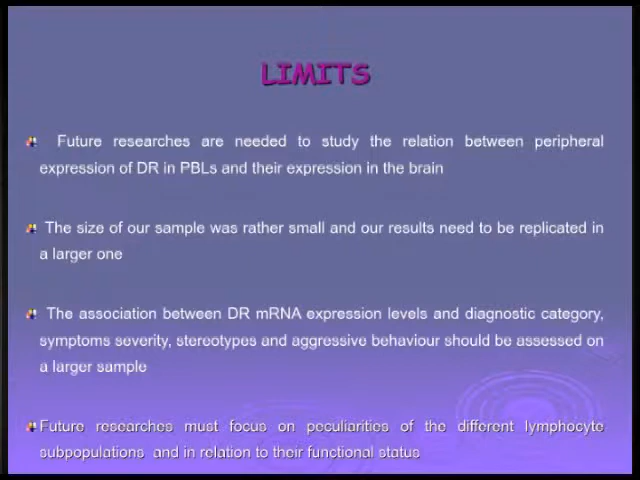 LIMITS
Future researches are needed to study the relation between peripheral
expression of DR in PBLs and their expression in the brain
The size of our sample was rather small and our results need to be replicated in
a larger one
The association between DR mRNA expression levels and diagnostic category,
symptoms severity, stereotypes and aggressive behaviour should be assessed on
a larger sample
Future researches must focus on peculiarities of the different lymphocyte
subpopulations and in relation to their functional status